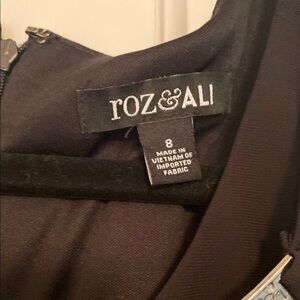 roz&ALI
8
MADE IN
VIETNAM OF
IMPORTED
FABRIC